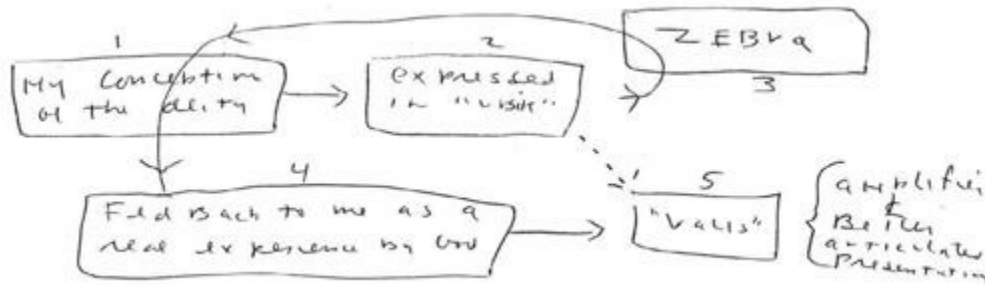 1
My Conception
of the deity
2
expressed
in "Ubik"
ZEBRA
3
4
Fed Back to me as a
real experience by God
5
"Valis"
amplified
&
Better
articulated
Presentation